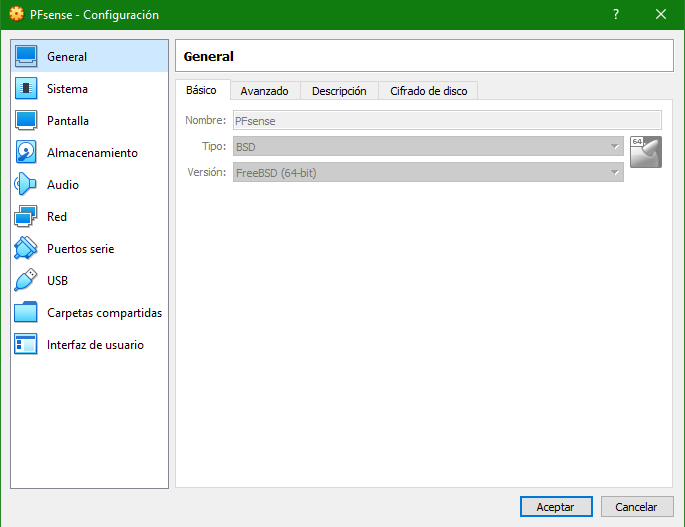 PFsense - Configuración
?
General
Sistema
Pantalla
Almacenamiento
Audio
Red
Puertos serie
USB
Carpetas compartidas
Interfaz de usuario
General
Básico Avanzado Descripción Cifrado de disco
Nombre: PFsense
Tipo: BSD
64
Versión: FreeBSD (64-bit)
Aceptar Cancelar